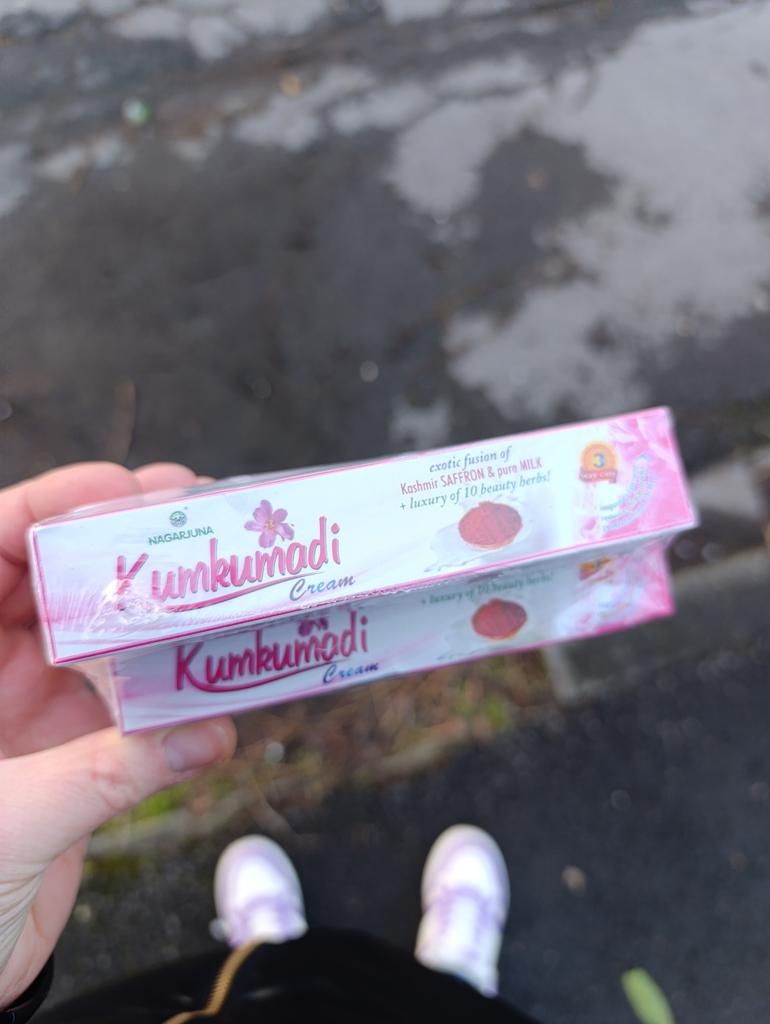 NAGARJUNA
Kumkumadi
Cream
exotic fusion of
Kashmir SAFFRON & pure MILK
+ luxury of 10 beauty herbs!
3
Kumkumadi
Cream
+ luxury of 10 beauty herbs!